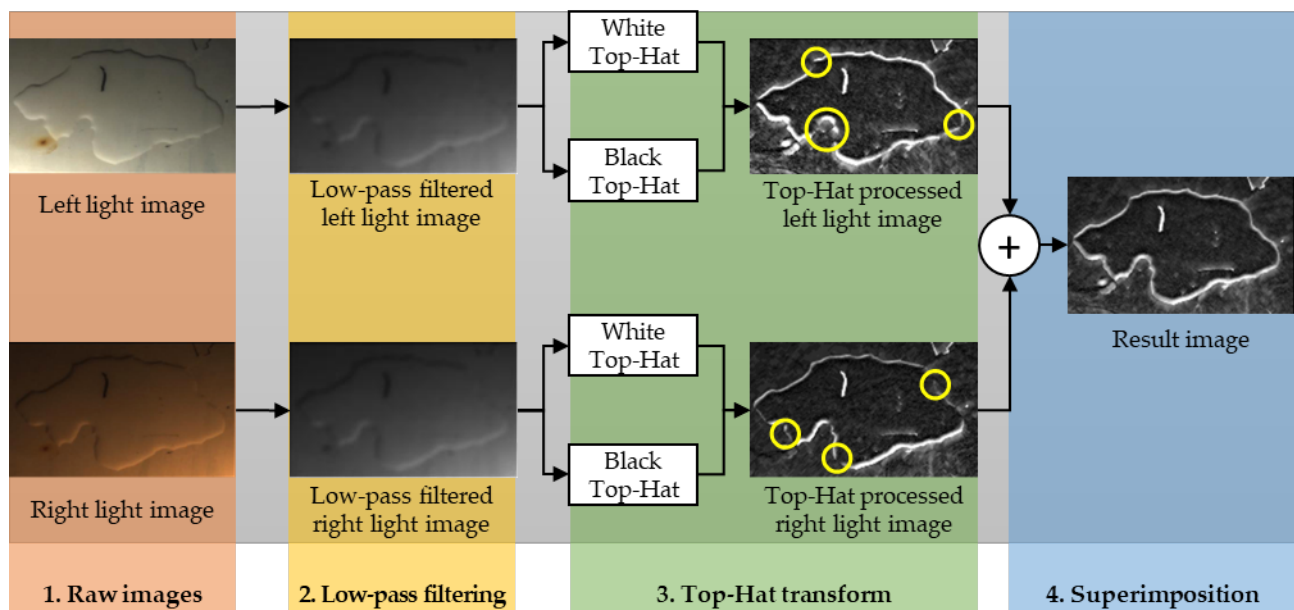 White
Top-Hat
Black
Top-Hat
Left light image
Low-pass filtered
left light image
Top-Hat processed
left light image
+
Result image
White
Top-Hat
Black
Top-Hat
Right light image
Low-pass filtered
right light image
Top-Hat processed
right light image
1. Raw images
2. Low-pass filtering
3. Top-Hat transform
4. Superimposition